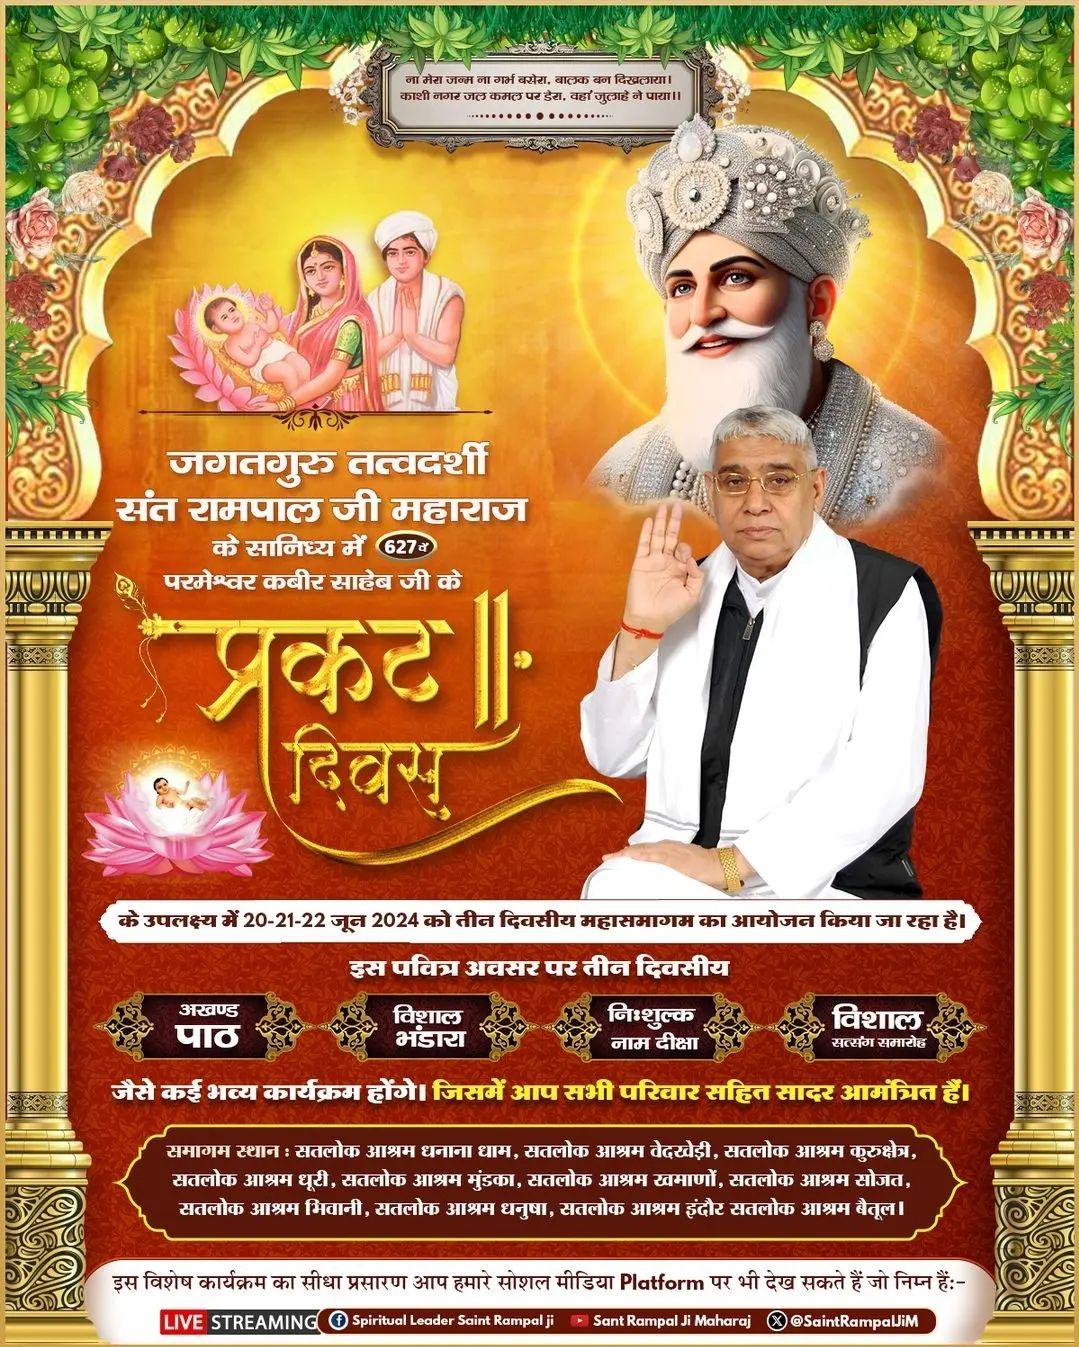 ना मेरा जन्म ना गर्भ बसेरा, बालक बन दिखलाया।
काशी नगर जल कमल पर डेरा, वहाँ जुलाहे ने पाया।।
जगतगुरु तत्वदर्शी
संत रामपाल जी महाराज
के सानिध्य में 627वें
परमेश्वर कबीर साहेब जी के
प्रकट
दिवस
के उपलक्ष्य में 20-21-22 जून 2024 को तीन दिवसीय महासमागम का आयोजन किया जा रहा है।
इस पवित्र अवसर पर तीन दिवसीय
अखण्ड
पाठ
विशाल
भंडारा
निःशुल्क
नाम दीक्षा
विशाल
सत्संग समारोह
जैसे कई भव्य कार्यक्रम होंगे। जिसमें आप सभी परिवार सहित सादर आमंत्रित हैं।
समागम स्थान : सतलोक आश्रम धनाना धाम, सतलोक आश्रम वेदखेड़ी, सतलोक आश्रम कुरुक्षेत्र,
सतलोक आश्रम धूरी, सतलोक आश्रम मुंडका, सतलोक आश्रम खमाणों, सतलोक आश्रम सोजत,
सतलोक आश्रम भिवानी, सतलोक आश्रम धनुषा, सतलोक आश्रम इंदौर सतलोक आश्रम बैतूल।
इस विशेष कार्यक्रम का सीधा प्रसारण आप हमारे सोशल मीडिया Platform पर भी देख सकते हैं जो निम्न हैं:-
LIVE STREAMING Spiritual Leader Saint Rampal ji Sant Rampal Ji Maharaj @SaintRampalJiM